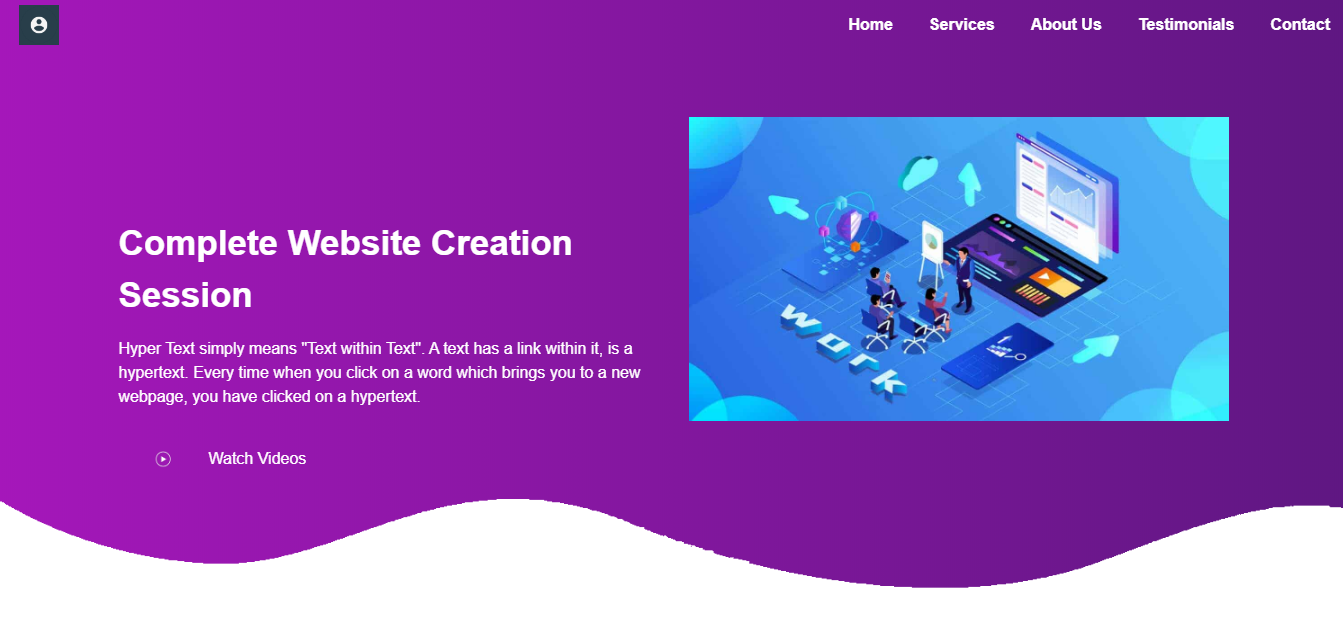 Home Services About Us Testimonials Contact
Complete Website Creation
Session
Hyper Text simply means "Text within Text". A text has a link within it, is a
hypertext. Every time when you click on a word which brings you to a new
webpage, you have clicked on a hypertext.
Watch Videos
work